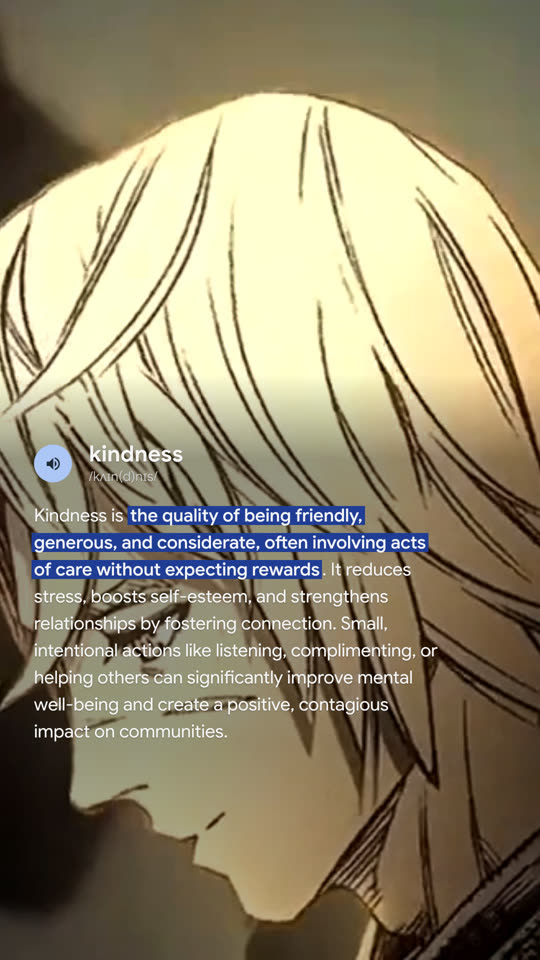 kindness
/kʌɪn(d)nɪs/
Kindness is the quality of being friendly,
generous, and considerate, often involving acts
of care without expecting rewards. It reduces
stress, boosts self-esteem, and strengthens
relationships by fostering connection. Small,
intentional actions like listening, complimenting, or
helping others can significantly improve mental
well-being and create a positive, contagious
impact on communities.